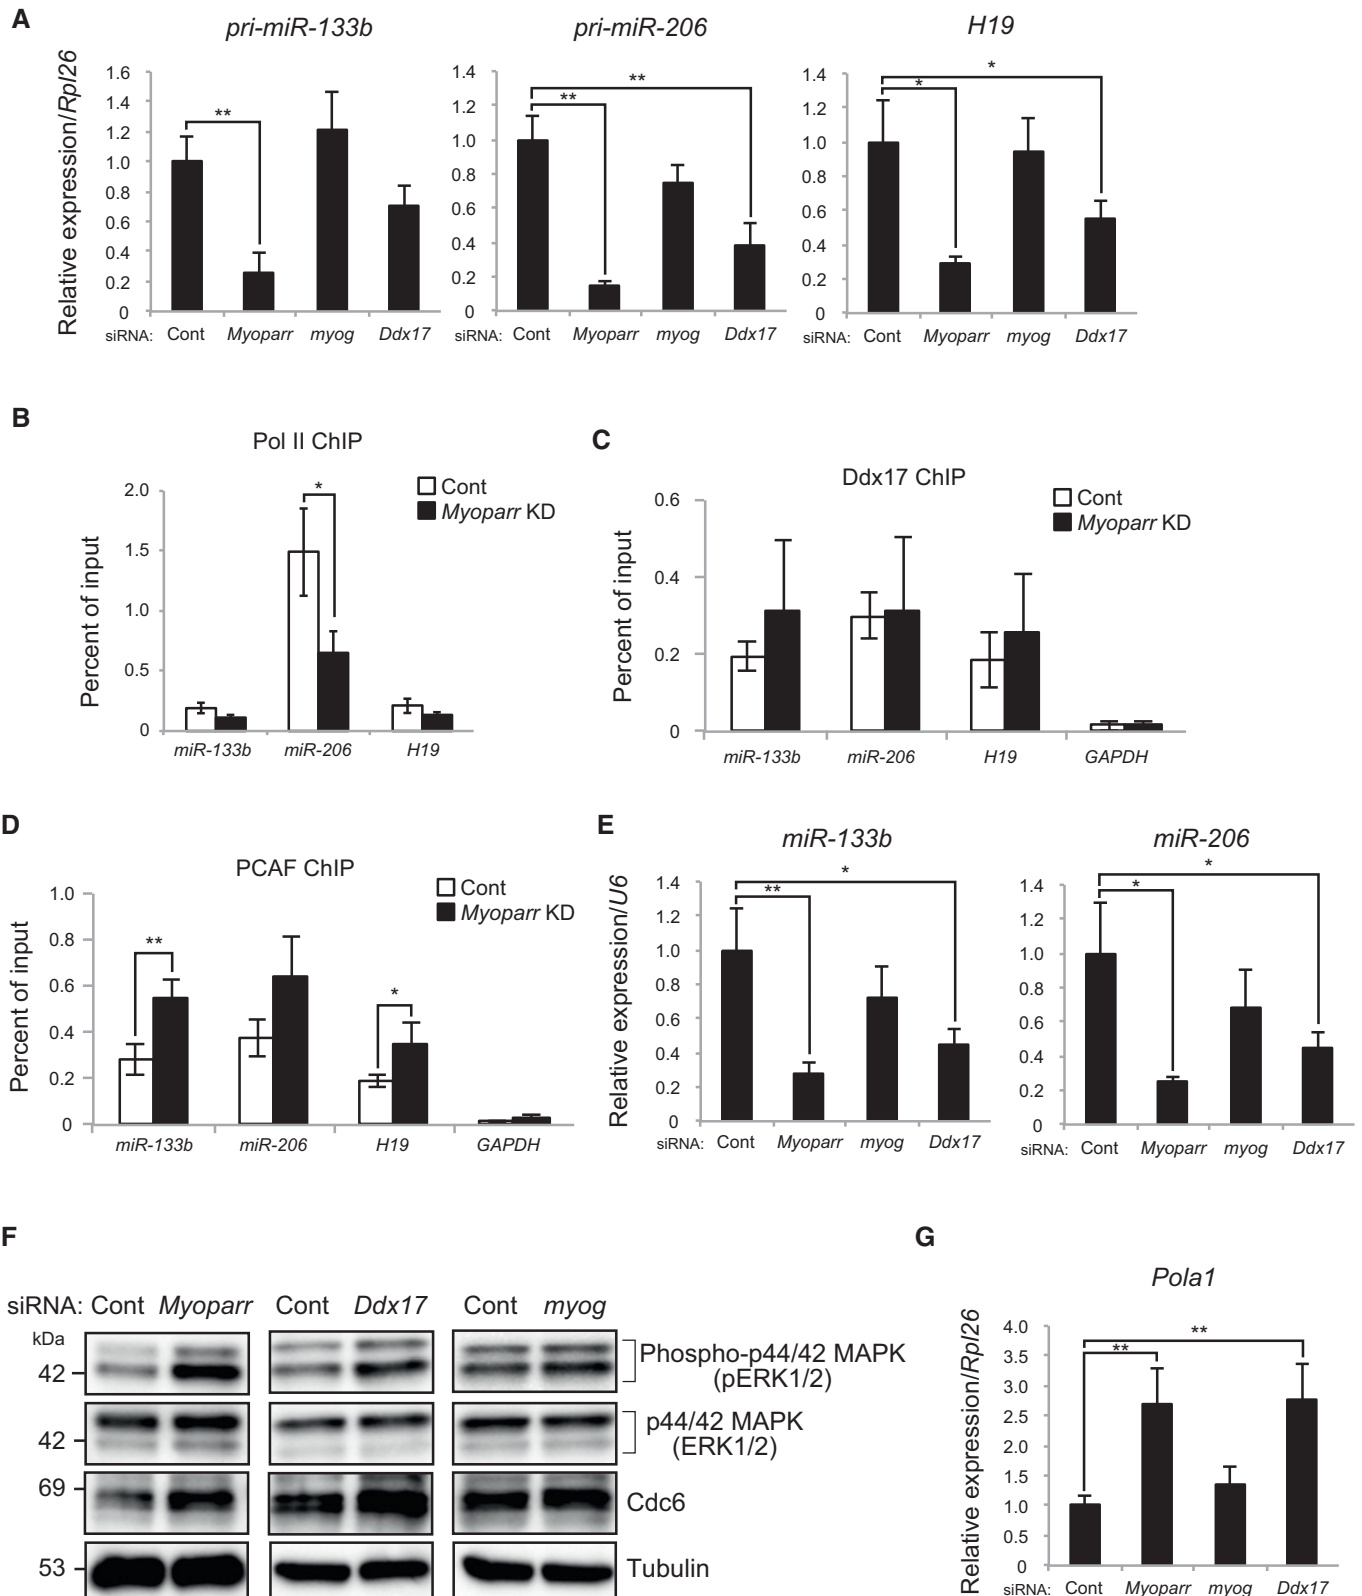 A
pri-miR-133b
pri-miR-206
H19
Relative expression/Rpl26
1.6
1.4
1.2
1.0
0.8
0.6
0.4
0.2
0
**
siRNA: Cont Myoparr myog Ddx17
1.4
1.2
1.0
0.8
0.6
0.4
0.2
0
**
**
siRNA: Cont Myoparr myog Ddx17
1.4
1.2
1.0
0.8
0.6
0.4
0.2
0
*
*
siRNA: Cont Myoparr myog Ddx17
B
Pol II ChIP
Cont
Myoparr KD
Percent of input
2.0
1.5
1.0
0.5
0
*
miR-133b miR-206 H19
C
Ddx17 ChIP
Cont
Myoparr KD
Percent of input
0.6
0.4
0.2
0
miR-133b miR-206 H19 GAPDH
D
PCAF ChIP
Cont
Myoparr KD
Percent of input
1.0
0.8
0.6
0.4
0.2
0
**
*
miR-133b miR-206 H19 GAPDH
E
miR-133b
miR-206
Relative expression/U6
1.4
1.2
1.0
0.8
0.6
0.4
0.2
0
*
**
siRNA: Cont Myoparr myog Ddx17
1.4
1.2
1.0
0.8
0.6
0.4
0.2
0
*
*
siRNA: Cont Myoparr myog Ddx17
F
siRNA: Cont Myoparr Cont Ddx17 Cont myog
kDa
42
Phospho-p44/42 MAPK
(pERK1/2)
42
p44/42 MAPK
(ERK1/2)
69
Cdc6
53
Tubulin
G
Pola1
Relative expression/Rpl26
4.0
3.5
3.0
2.5
2.0
1.5
1.0
0.5
0
**
**
siRNA: Cont Myoparr myog Ddx17